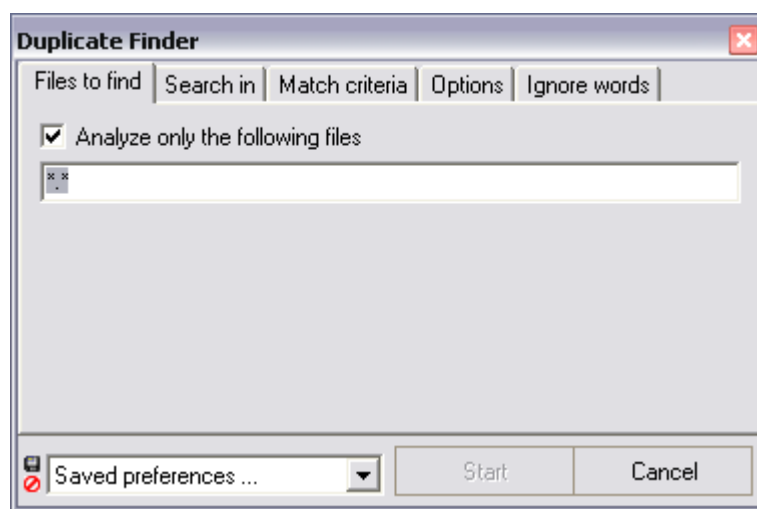 Duplicate Finder
Files to find Search in Match criteria Options Ignore words
Analyze only the following files
*.*
Saved preferences ... Start Cancel